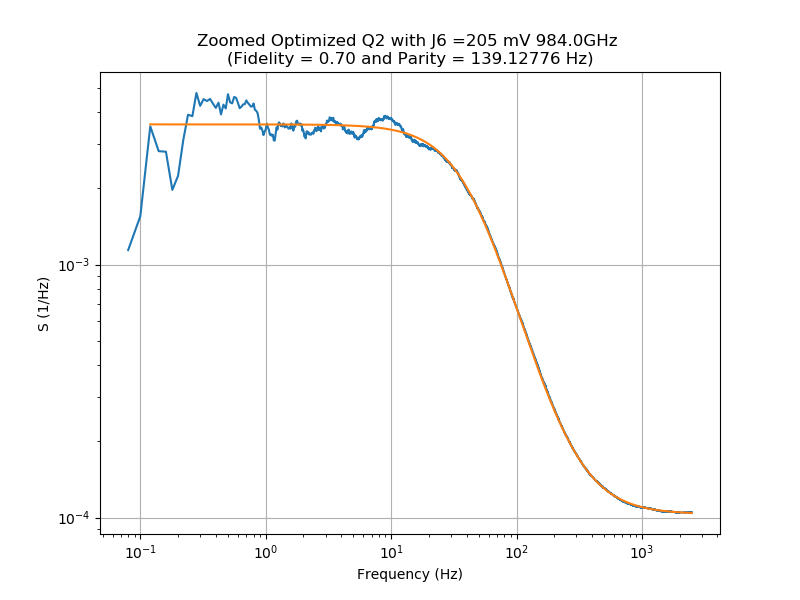 Zoomed Optimized Q2 with J6 =205 mV 984.0GHz
(Fidelity = 0.70 and Parity = 139.12776 Hz)
S (1/Hz)
10⁻³
10⁻⁴
10⁻¹ 10⁰ 10¹ 10² 10³
Frequency (Hz)